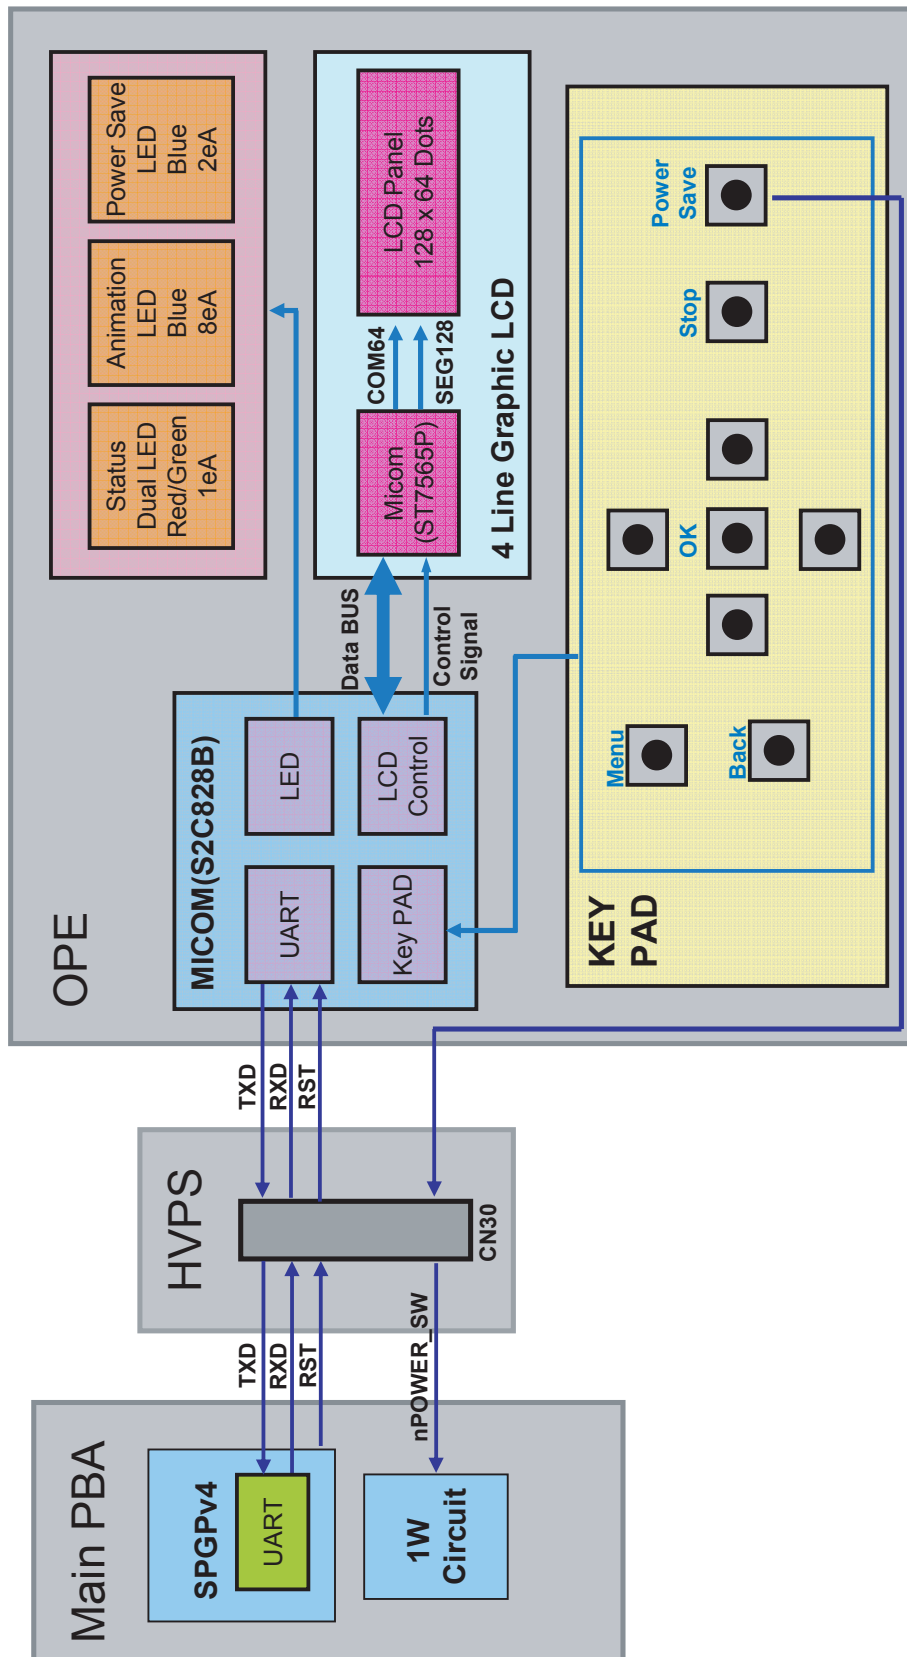 Main PBA
SPGPv4
UART
1W
Circuit
HVPS
TXD
RXD
RST
nPOWER_SW
CN30
TXD
RXD
RST
OPE
MICOM(S2C828B)
UART
LED
Key PAD
LCD
Control
Data BUS
Control
Signal
Status
Dual LED
Red/Green
1eA
Animation
LED
Blue
8eA
Power Save
LED
Blue
2eA
Micom
(ST7565P)
COM64
SEG128
LCD Panel
128 x 64 Dots
4 Line Graphic LCD
KEY
PAD
Menu
Back
OK
Stop
Power
Save